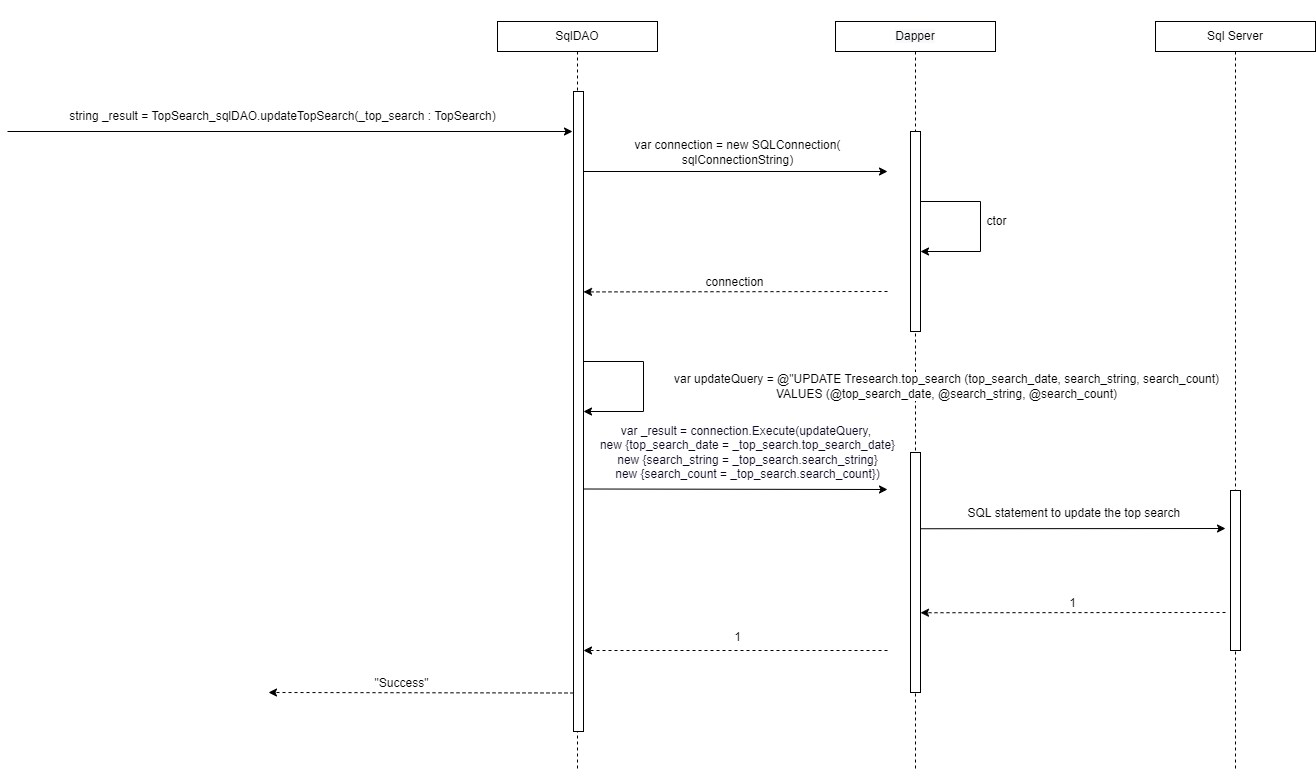 SqlDAO
Dapper
Sql Server
string _result = TopSearch_sqlDAO.updateTopSearch(_top_search : TopSearch)
var connection = new SQLConnection(
sqlConnectionString)
ctor
connection
var updateQuery = @"UPDATE Tresearch.top_search (top_search_date, search_string, search_count)
VALUES (@top_search_date, @search_string, @search_count)
var _result = connection.Execute(updateQuery,
new {top_search_date = _top_search.top_search_date}
new {search_string = _top_search.search_string}
new {search_count = _top_search.search_count})
SQL statement to update the top search
1
1
"Success"